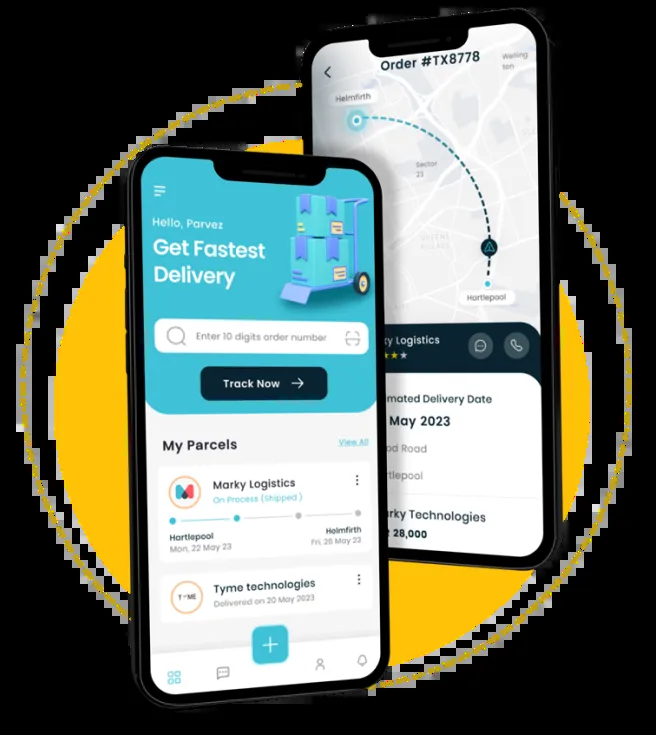 Hello, Parvez
Get Fastest
Delivery
Enter 10 digits order number
Track Now
My Parcels
View All
Marky Logistics
On Process (Shipped )
Hartlepool
Mon, 22 May 23
Helmfirth
Fri, 26 May 23
TYME
Tyme technologies
Delivered on 20 May 2023
Order #TX8778
Welling
ton
Helmfirth
Sector
23
Hartlepool
ky Logistics
mated Delivery Date
May 2023
od Road
rtlepool
arky Technologies
28,000